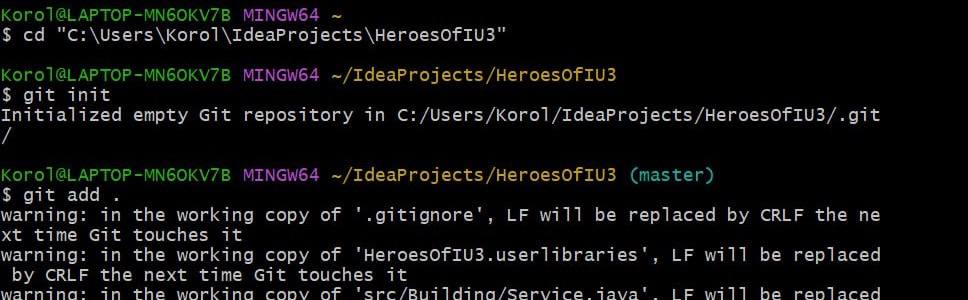 Korol@LAPTOP-MN6OKV7B MINGW64 ~
$ cd "C:\Users\Korol\IdeaProjects\HeroesOfIU3"
Korol@LAPTOP-MN6OKV7B MINGW64 ~/IdeaProjects/HeroesOfIU3
$ git init
Initialized empty Git repository in C:/Users/Korol/IdeaProjects/HeroesOfIU3/.git
/
Korol@LAPTOP-MN6OKV7B MINGW64 ~/IdeaProjects/HeroesOfIU3 (master)
$ git add .
warning: in the working copy of '.gitignore', LF will be replaced by CRLF the ne
xt time Git touches it
warning: in the working copy of 'HeroesOfIU3.userlibraries', LF will be replaced
 by CRLF the next time Git touches it
warning: in the working copy of 'src/Building/Service.java', LF will be replaced